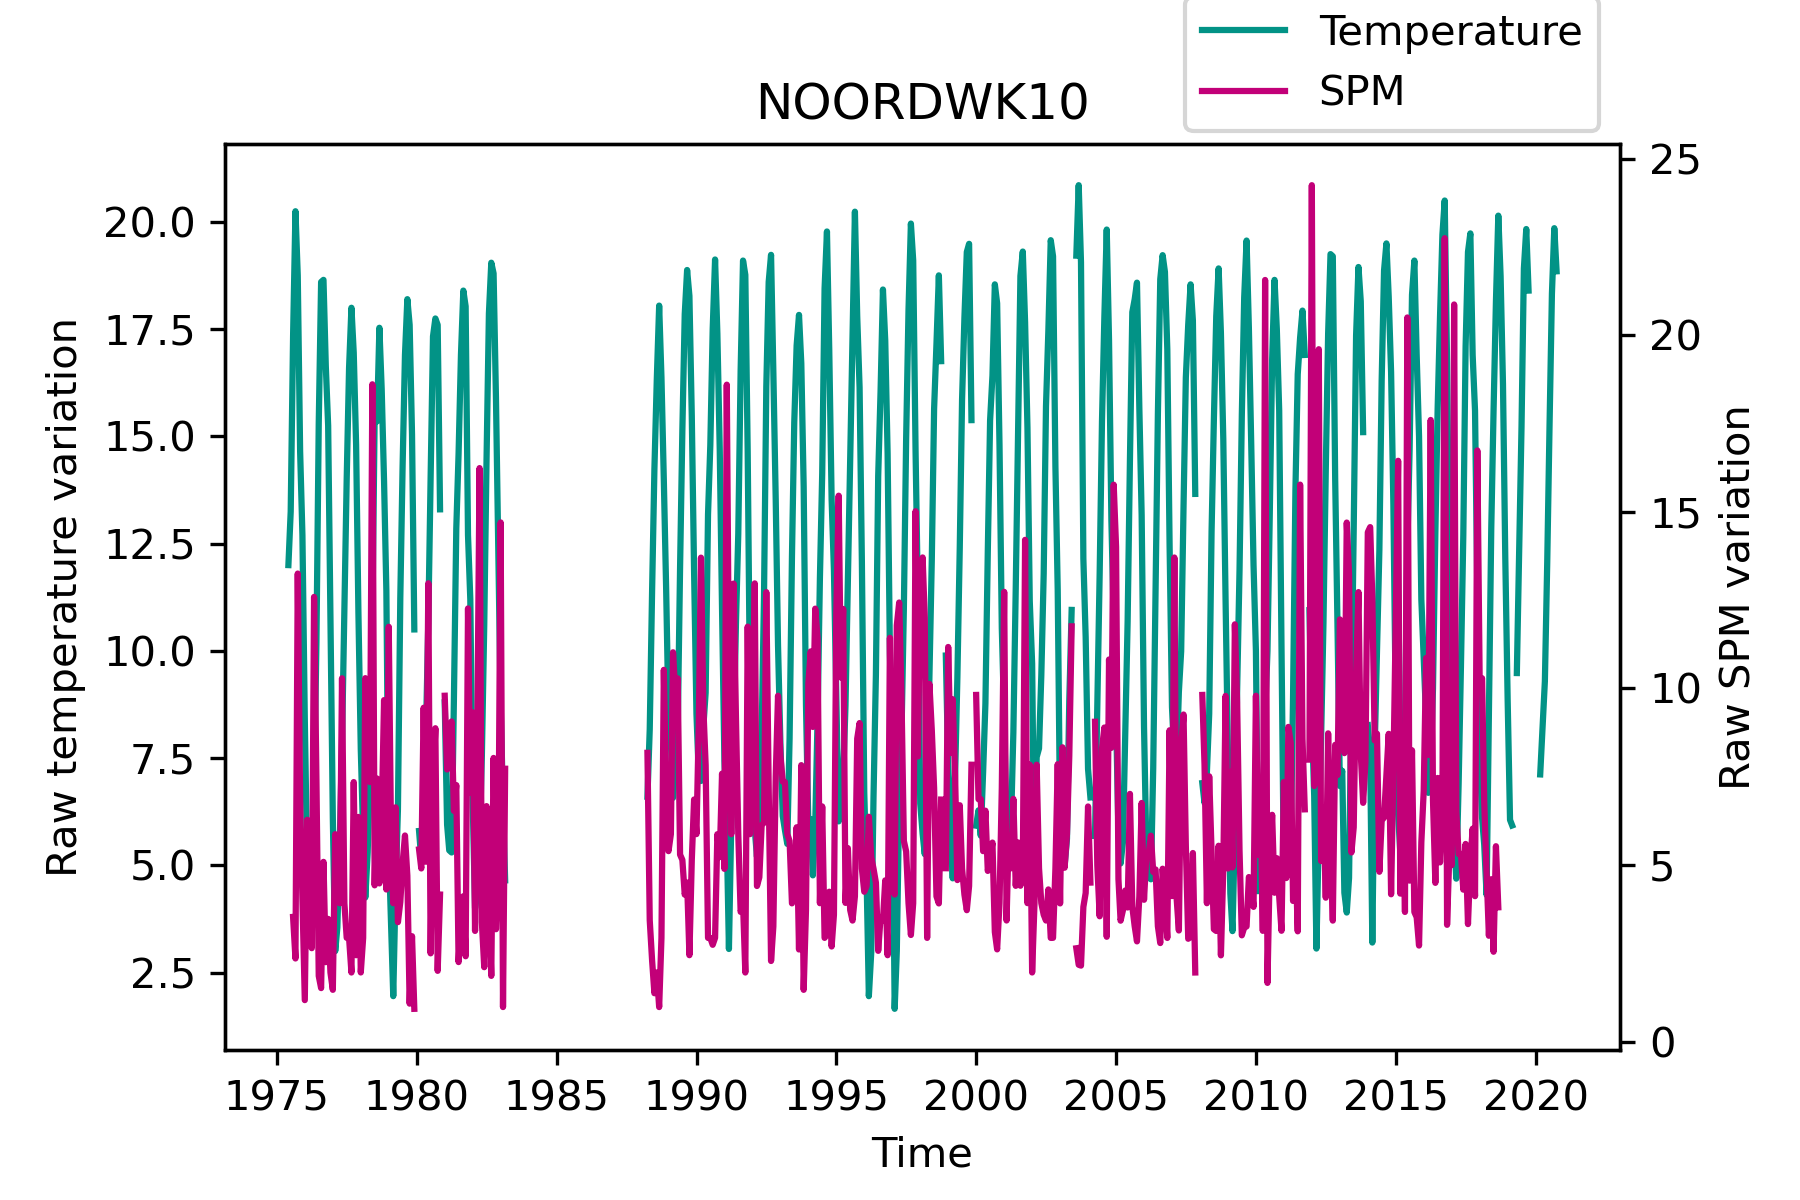 Temperature
SPM
NOORDWK10
Raw temperature variation
20.0
17.5
15.0
12.5
10.0
7.5
5.0
2.5
25
20
15
10
5
0
Raw SPM variation
1975 1980 1985 1990 1995 2000 2005 2010 2015 2020
Time